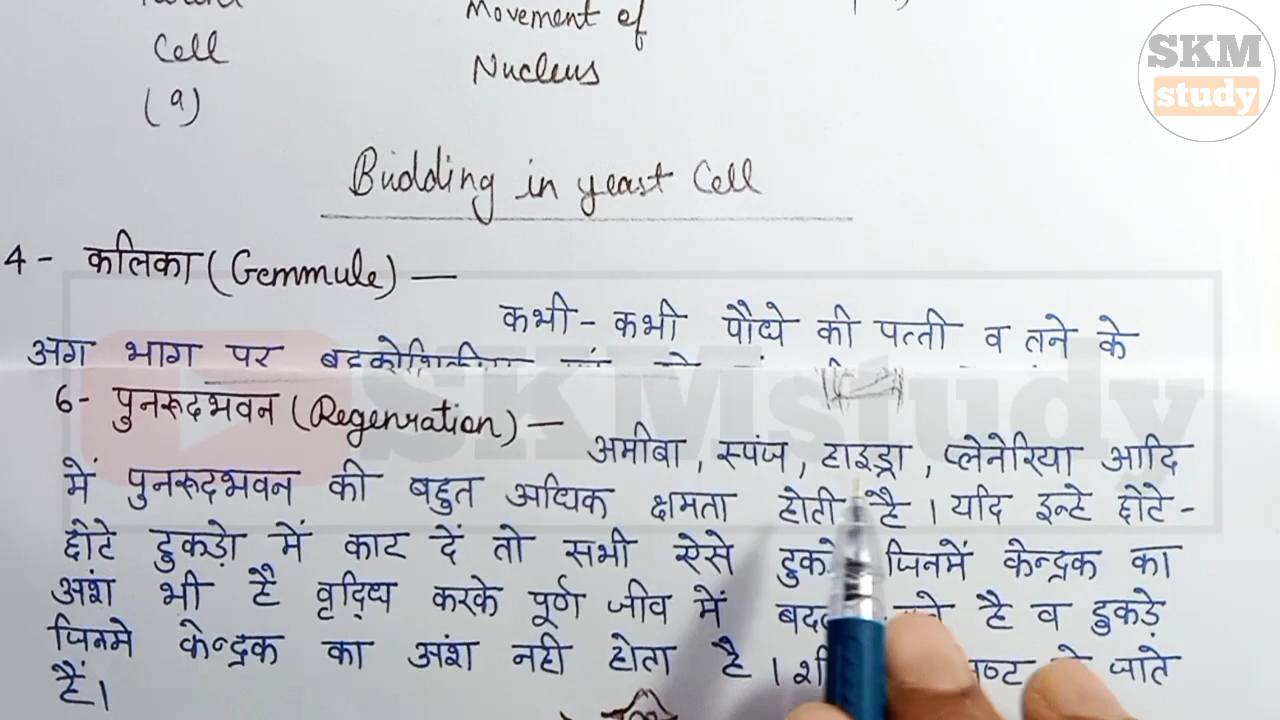 Movement of
Cell
Nucleus
(a)
SKM
study
Budding in yeast Cell
4- कलिका (Gemmule) —
कभी-कभी पौधे की पत्ती व तने के
अग्र भाग पर
6- पुनरूदभवन (Regenration) —
अमीबा, स्पंज, हाइड्रा, प्लेनेरिया आदि
में पुनरूदभवन की बहुत अधिक क्षमता होती है। यदि इन्हे छोटे-
छोटे टुकड़ो में काट दें तो सभी ऐसे जिनमें केन्द्रक का
अंश भी है वृद्धि करके पूर्ण जीव में है व टुकड़े
जिनमे केन्द्रक का अंश नही होता है। जाते
हैं।
SKMstudy